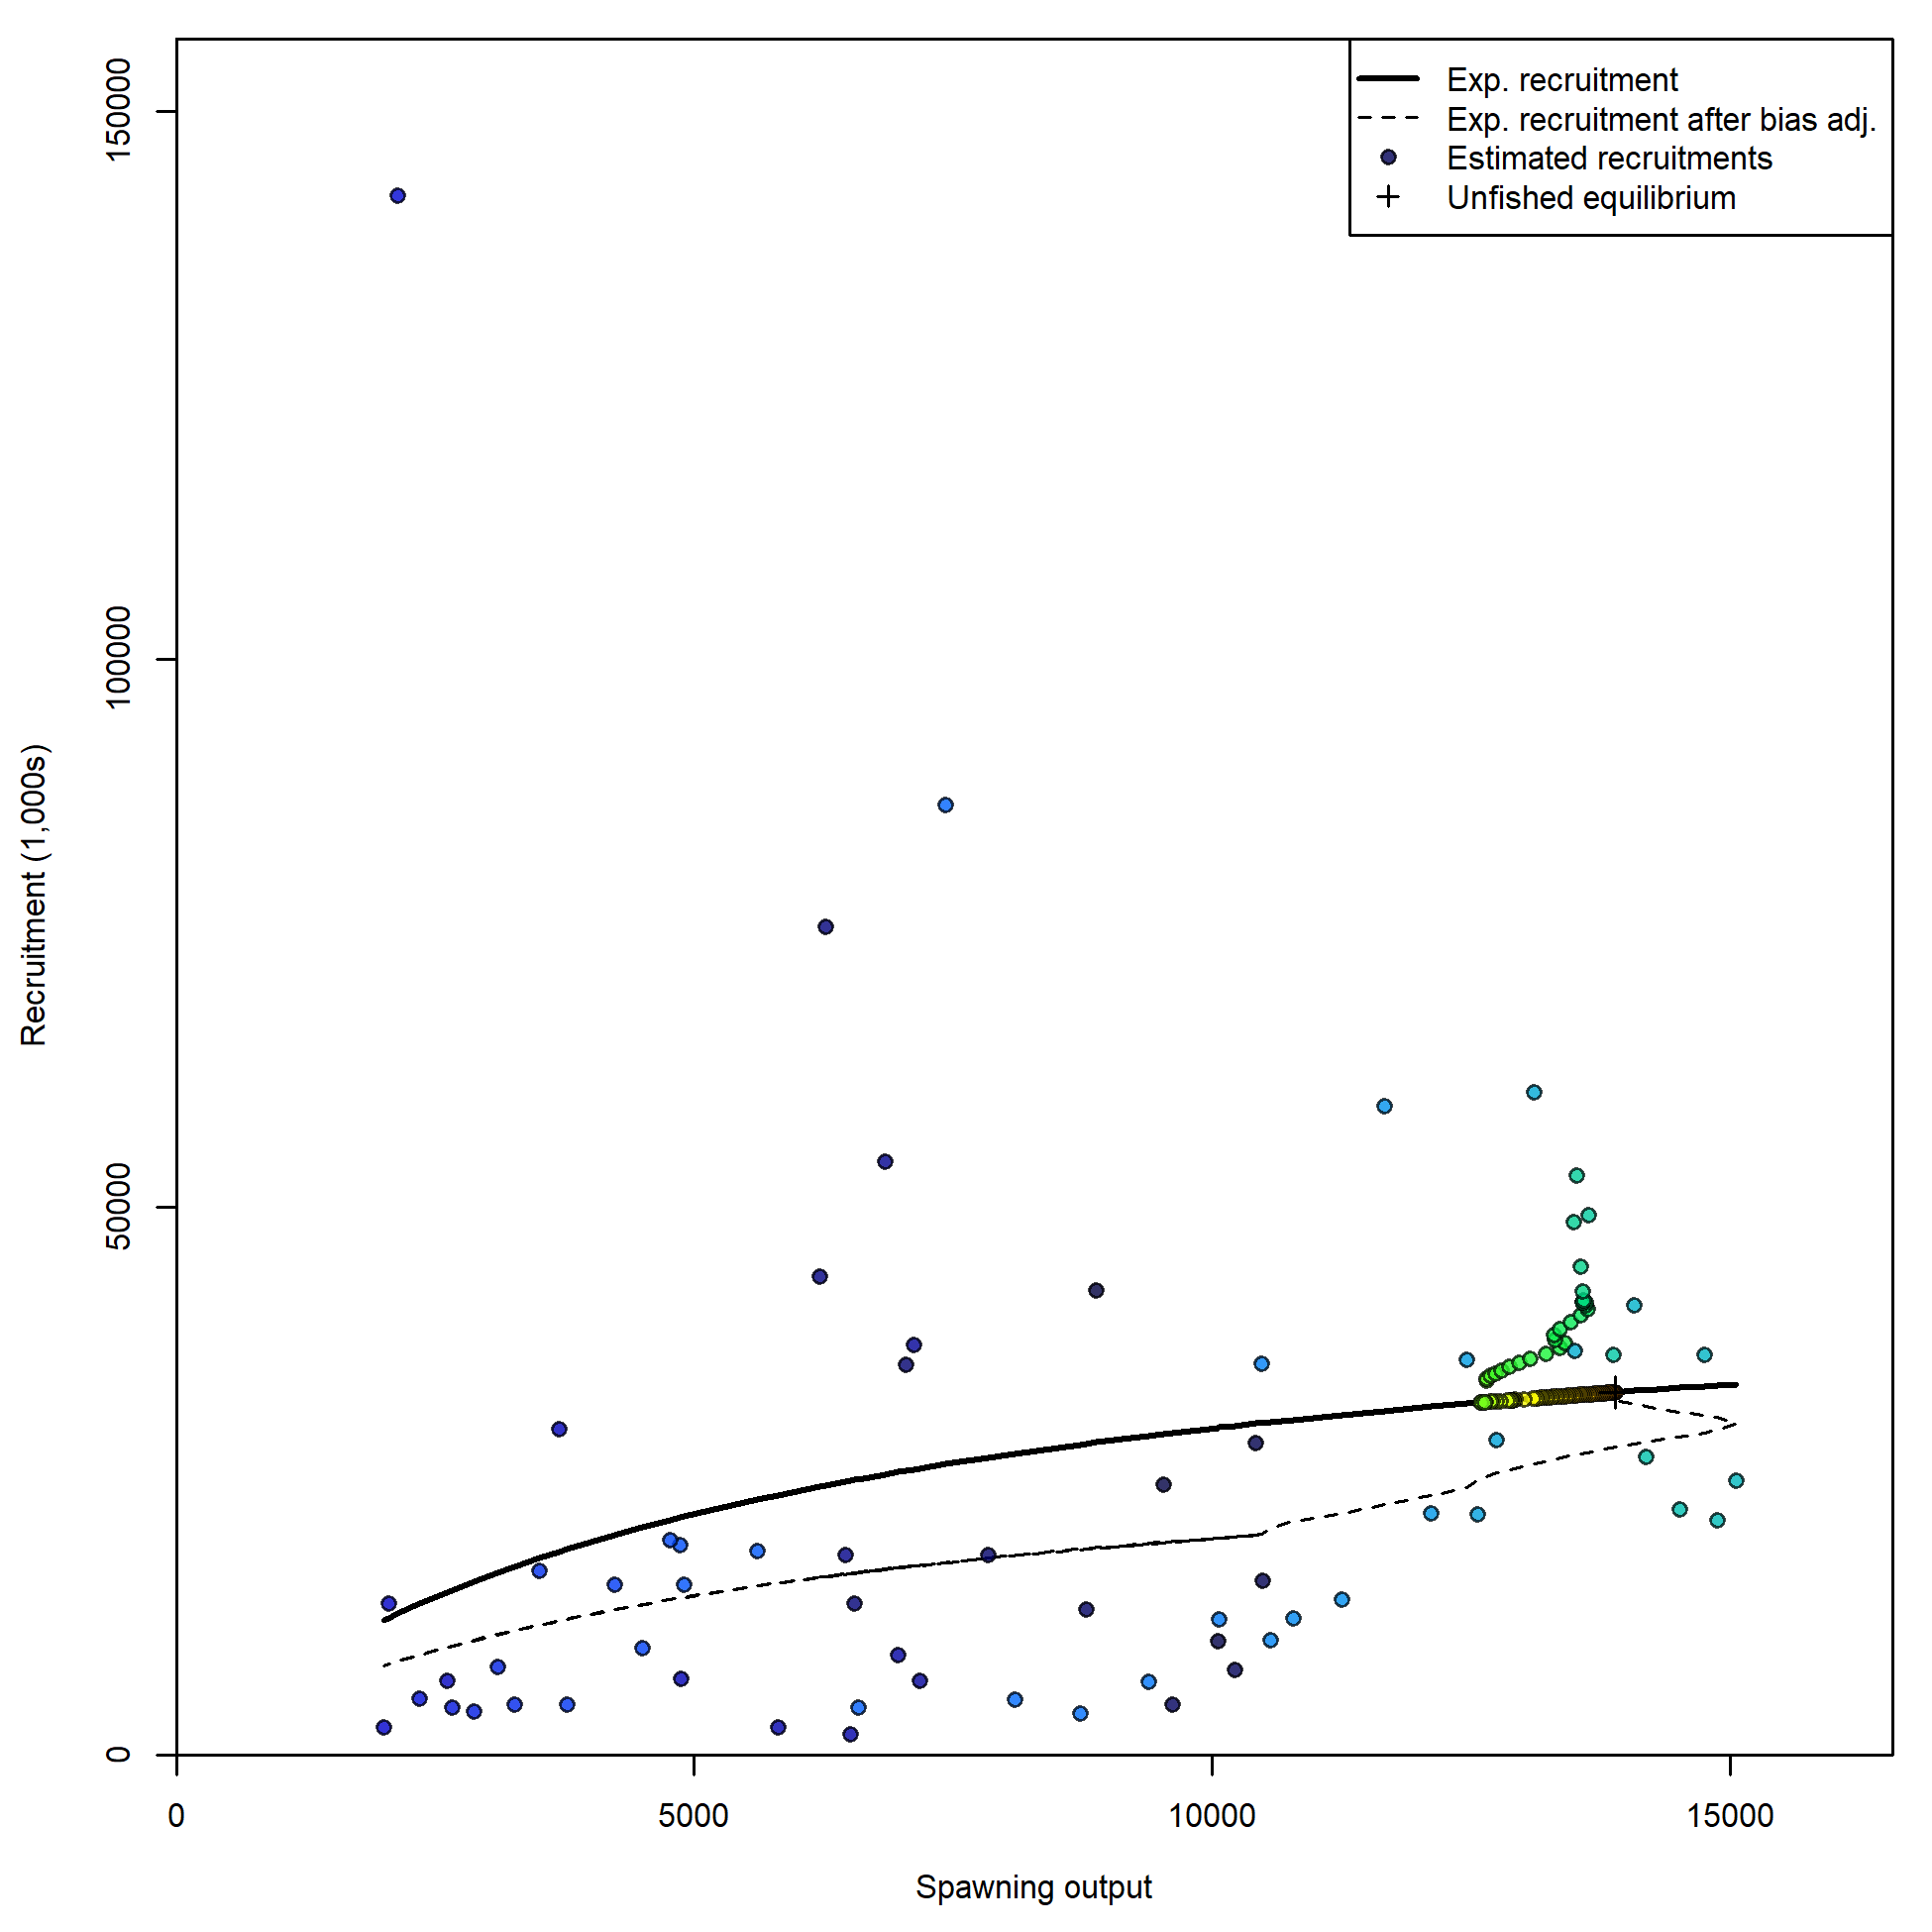 Exp. recruitment
Exp. recruitment after bias adj.
Estimated recruitments
Unfished equilibrium
150000
100000
50000
0
Recruitment (1,000s)
0 5000 10000 15000
Spawning output